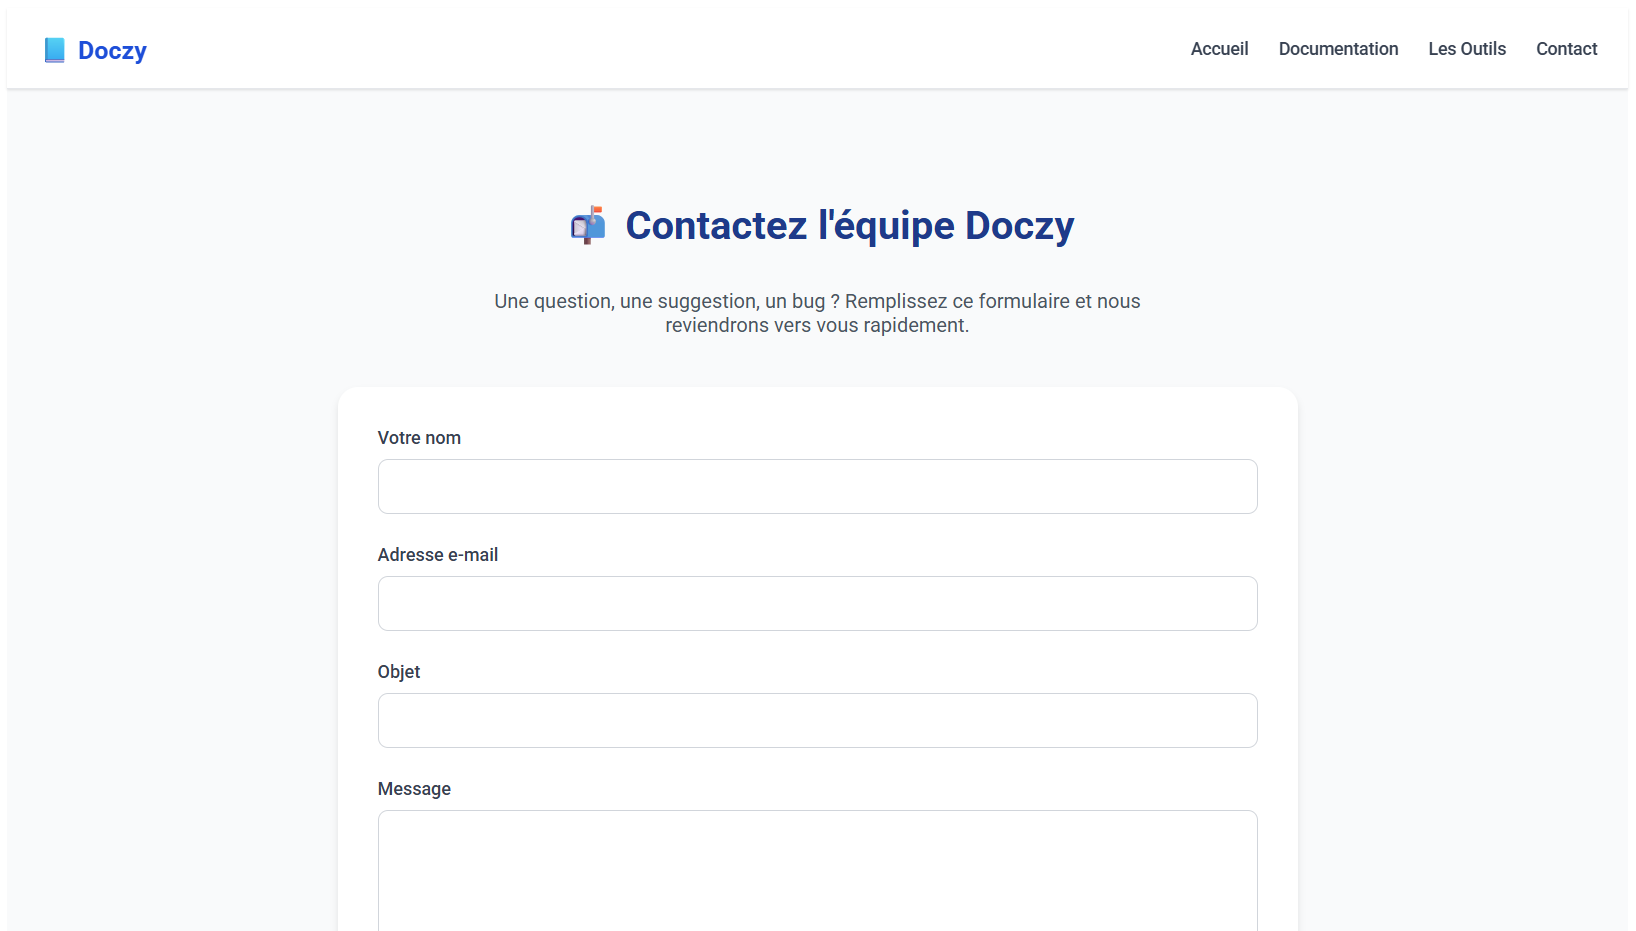 Doczy
Accueil Documentation Les Outils Contact
Contactez l'équipe Doczy
Une question, une suggestion, un bug ? Remplissez ce formulaire et nous
reviendrons vers vous rapidement.
Votre nom
Adresse e-mail
Objet
Message